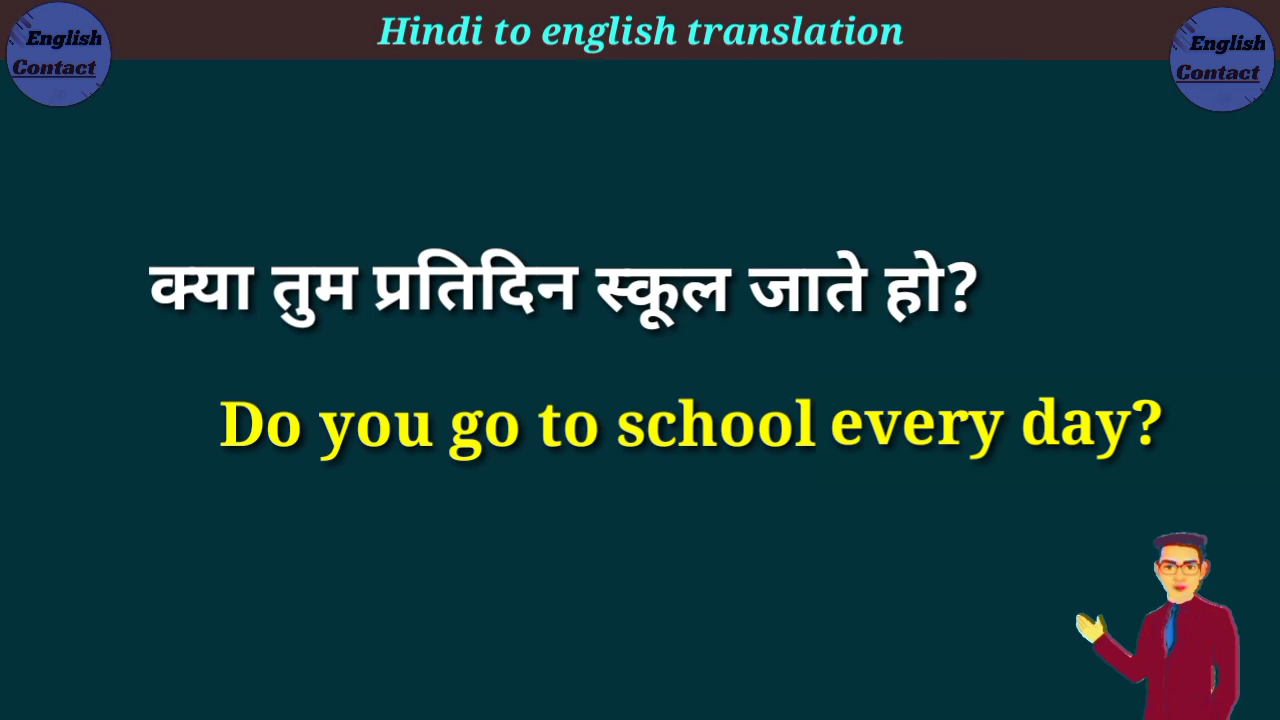 Hindi to english translation
English
Contact
English
Contact
क्या तुम प्रतिदिन स्कूल जाते हो?
Do you go to school every day?